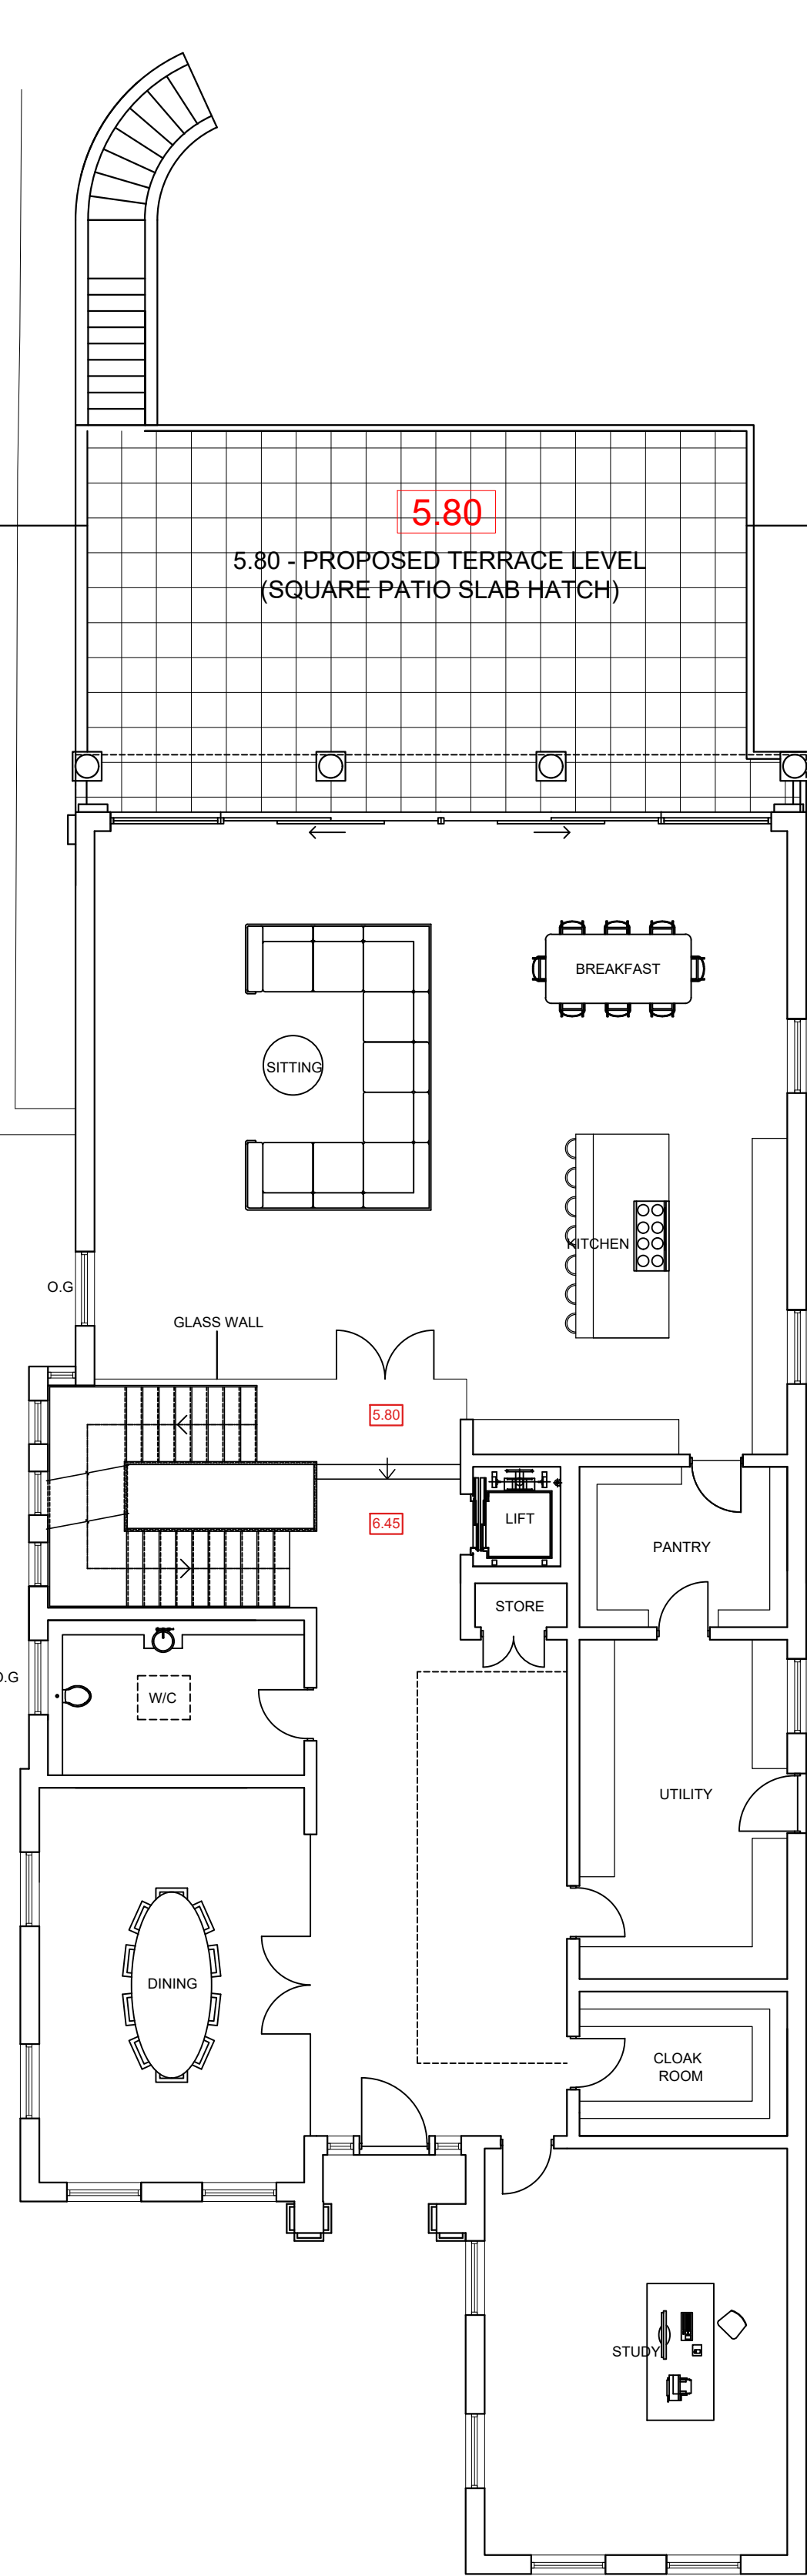 5.80
5.80 - PROPOSED TERRACE LEVEL
(SQUARE PATIO SLAB HATCH)
BREAKFAST
SITTING
KITCHEN
O.G
GLASS WALL
5.80
6.45
LIFT
PANTRY
STORE
O.G
W/C
UTILITY
DINING
CLOAK
ROOM
STUDY